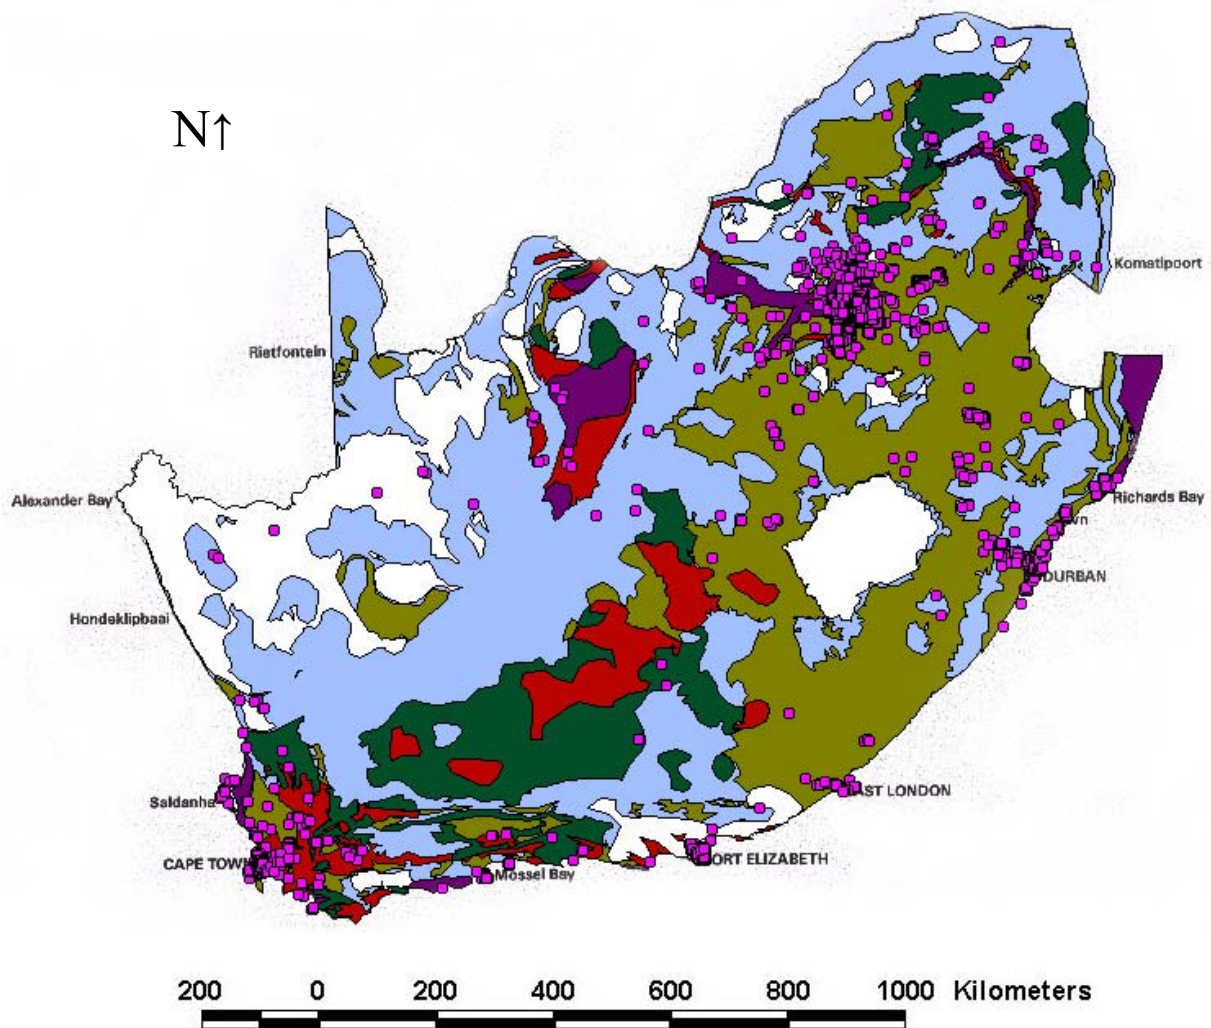 N↑
Komatipoort
Rietfontein
Alexander Bay
Richards Bay
DURBAN
Hondeklipbaai
Saldanha
AST LONDON
CAPE TOW
ORT ELIZABETH
Mossel Bay
200 0 200 400 600 800 1000 Kilometers